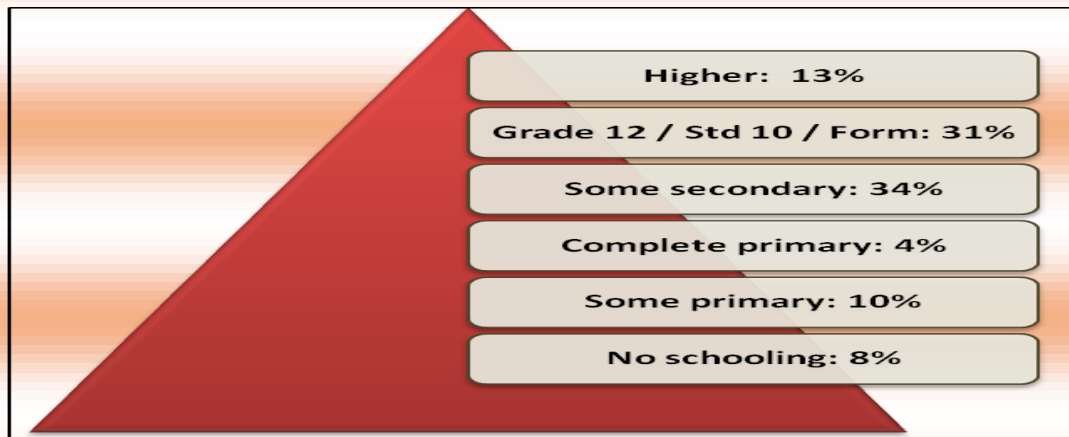 Higher: 13%
Grade 12 / Std 10 / Form: 31%
Some secondary: 34%
Complete primary: 4%
Some primary: 10%
No schooling: 8%